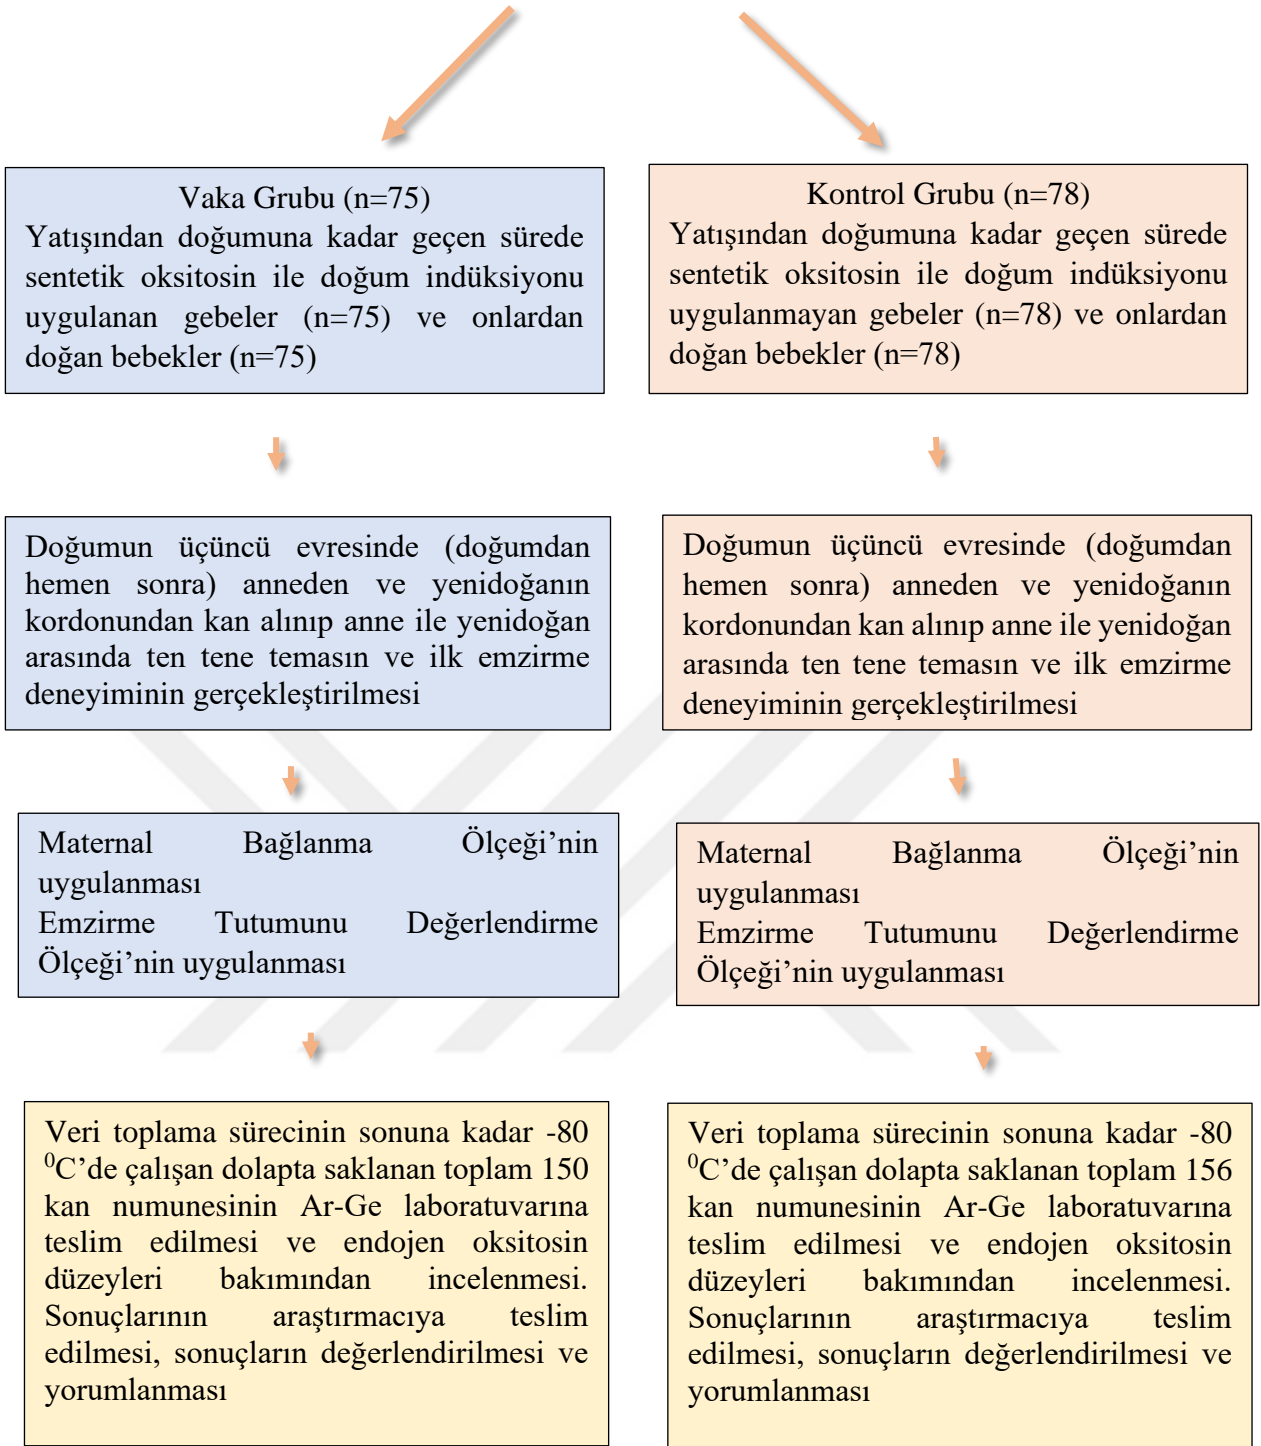 Vaka Grubu (n=75)
Yatışından doğumuna kadar geçen sürede
sentetik oksitosin ile doğum indüksiyonu
uygulanan gebeler (n=75) ve onlardan
doğan bebekler (n=75)
Kontrol Grubu (n=78)
Yatışından doğumuna kadar geçen sürede
sentetik oksitosin ile doğum indüksiyonu
uygulanmayan gebeler (n=78) ve onlardan
doğan bebekler (n=78)
Doğumun üçüncü evresinde (doğumdan
hemen sonra) anneden ve yenidoğanın
kordonundan kan alınıp anne ile yenidoğan
arasında ten tene temasın ve ilk emzirme
deneyiminin gerçekleştirilmesi
Doğumun üçüncü evresinde (doğumdan
hemen sonra) anneden ve yenidoğanın
kordonundan kan alınıp anne ile yenidoğan
arasında ten tene temasın ve ilk emzirme
deneyiminin gerçekleştirilmesi
Maternal Bağlanma Ölçeği’nin
uygulanması
Emzirme Tutumunu Değerlendirme
Ölçeği’nin uygulanması
Maternal Bağlanma Ölçeği’nin
uygulanması
Emzirme Tutumunu Değerlendirme
Ölçeği’nin uygulanması
Veri toplama sürecinin sonuna kadar -80
⁰C’de çalışan dolapta saklanan toplam 150
kan numunesinin Ar-Ge laboratuvarına
teslim edilmesi ve endojen oksitosin
düzeyleri bakımından incelenmesi.
Sonuçlarının araştırmacıya teslim
edilmesi, sonuçların değerlendirilmesi ve
yorumlanması
Veri toplama sürecinin sonuna kadar -80
⁰C’de çalışan dolapta saklanan toplam 156
kan numunesinin Ar-Ge laboratuvarına
teslim edilmesi ve endojen oksitosin
düzeyleri bakımından incelenmesi.
Sonuçlarının araştırmacıya teslim
edilmesi, sonuçların değerlendirilmesi ve
yorumlanması